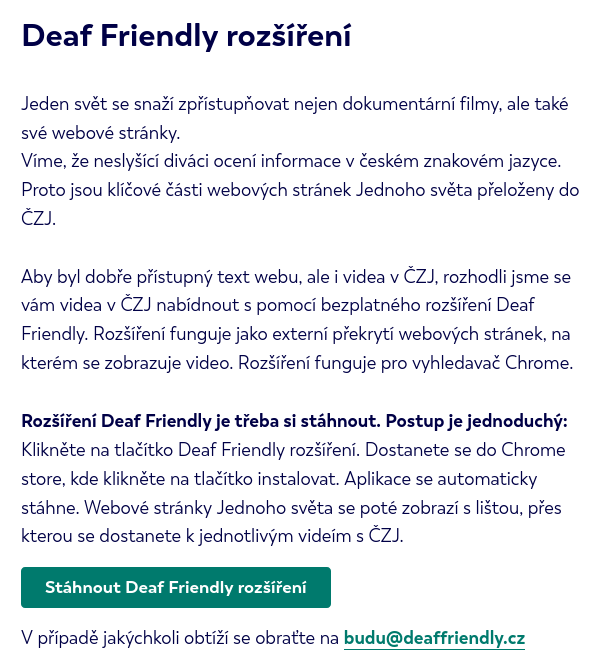 Deaf Friendly rozšíření
Jeden svět se snaží zpřístupňovat nejen dokumentární filmy, ale také
své webové stránky.
Víme, že neslyšící diváci ocení informace v českém znakovém jazyce.
Proto jsou klíčové části webových stránek Jednoho světa přeloženy do
ČZJ.
Aby byl dobře přístupný text webu, ale i videa v ČZJ, rozhodli jsme se
vám videa v ČZJ nabídnout s pomocí bezplatného rozšíření Deaf
Friendly. Rozšíření funguje jako externí překrytí webových stránek, na
kterém se zobrazuje video. Rozšíření funguje pro vyhledavač Chrome.
Rozšíření Deaf Friendly je třeba si stáhnout. Postup je jednoduchý:
Klikněte na tlačítko Deaf Friendly rozšíření. Dostanete se do Chrome
store, kde klikněte na tlačítko instalovat. Aplikace se automaticky
stáhne. Webové stránky Jednoho světa se poté zobrazí s lištou, přes
kterou se dostanete k jednotlivým videím s ČZJ.
Stáhnout Deaf Friendly rozšíření
V případě jakýchkoli obtíží se obraťte na budu@deaffriendly.cz